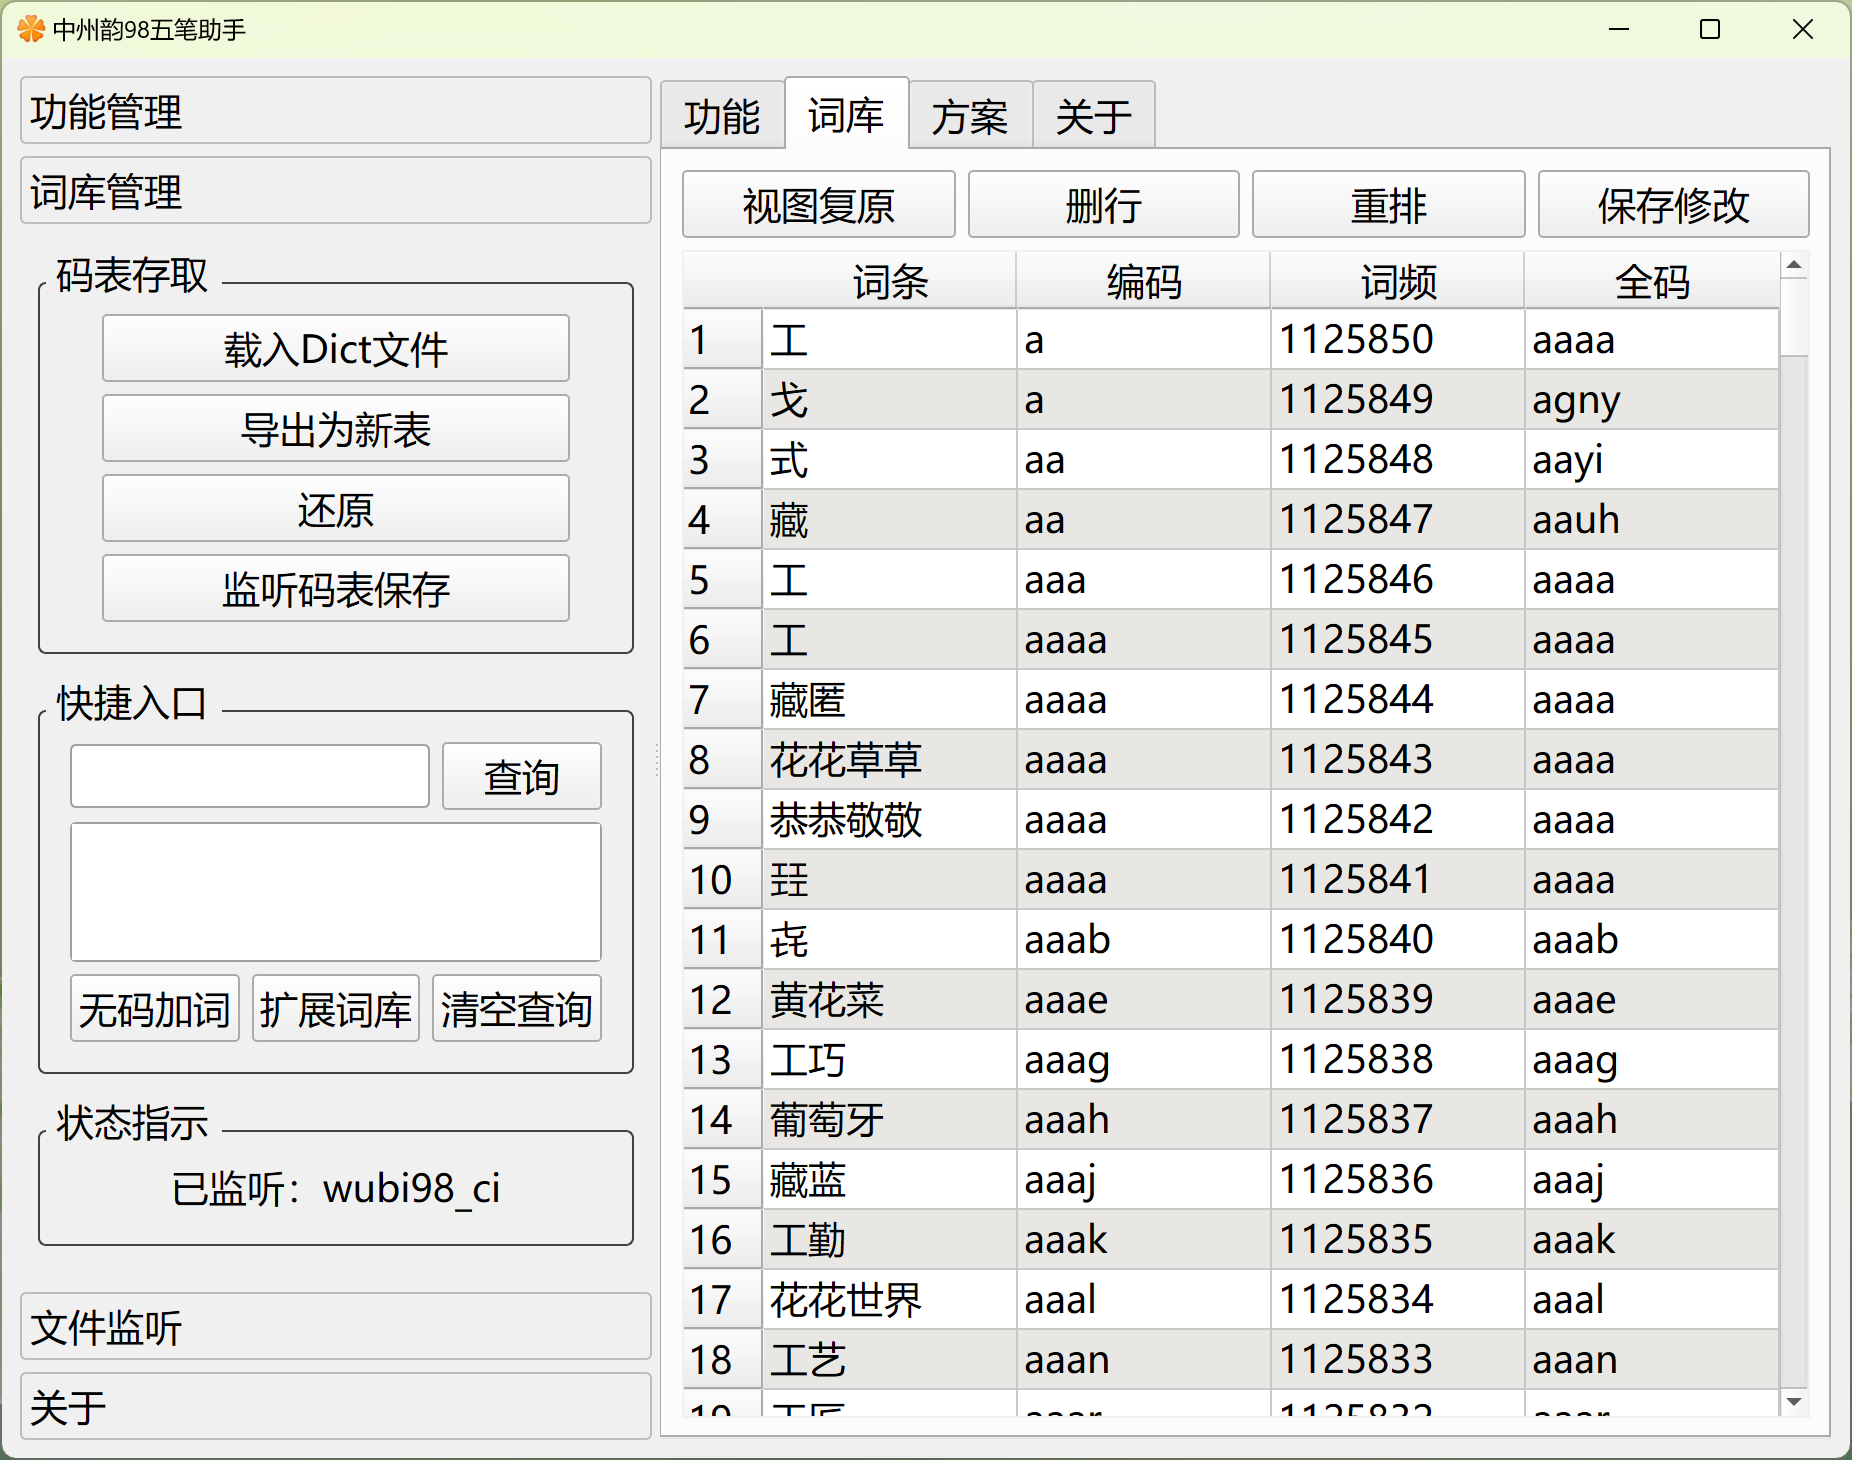 中州韵98五笔助手
功能管理
词库管理
码表存取
载入Dict文件
导出为新表
还原
监听码表保存
快捷入口
查询
无码加词 扩展词库 清空查询
状态指示
已监听：wubi98_ci
文件监听
关于
功能 词库 方案 关于
视图复原 删行 重排 保存修改
词条 编码 词频 全码
1 工 a 1125850 aaaa
2 戈 a 1125849 agny
3 式 aa 1125848 aayi
4 藏 aa 1125847 aauh
5 工 aaa 1125846 aaaa
6 工 aaaa 1125845 aaaa
7 藏匿 aaaa 1125844 aaaa
8 花花草草 aaaa 1125843 aaaa
9 恭恭敬敬 aaaa 1125842 aaaa
10 㠭 aaaa 1125841 aaaa
11 aaab 1125840 aaab
12 黄花菜 aaae 1125839 aaae
13 工巧 aaag 1125838 aaag
14 葡萄牙 aaah 1125837 aaah
15 藏蓝 aaaj 1125836 aaaj
16 工勤 aaak 1125835 aaak
17 花花世界 aaal 1125834 aaal
18 工艺 aaan 1125833 aaan